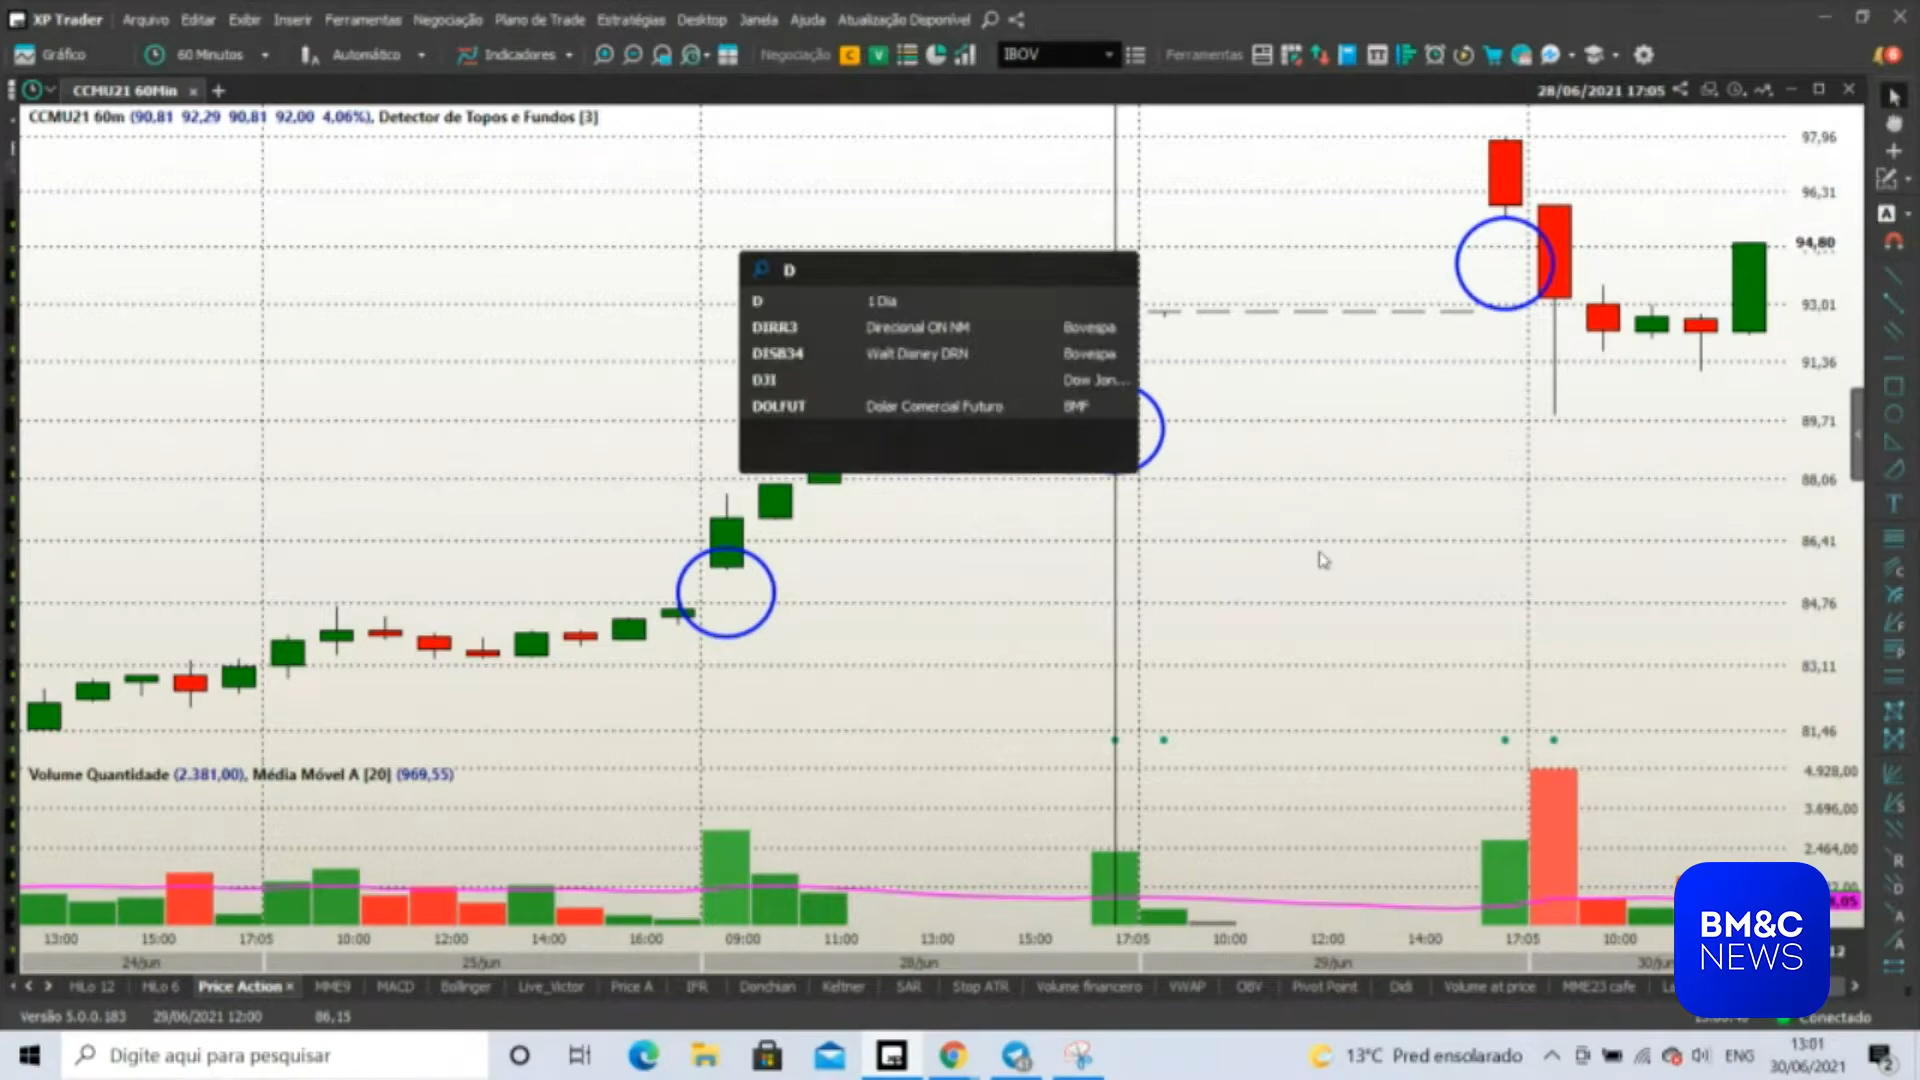 XP Trader Arquivo Editar Exibir Inserir Ferramentas Negociação Plano de Trade Estratégias Desktop Janela Ajuda Atualização Disponível
Gráfico 60 Minutos Automático Indicadores Negociação C V IBOV Ferramentas 6
CCMU21 60Min x + 28/06/2021 17:05
CCMU21 60m (90,81 92,29 90,81 92,00 4,06%), Detector de Topos e Fundos [3]
97,96
96,31
94,80
93,01
91,36
89,71
88,06
86,41
84,76
83,11
81,46
D
D 1 Dia
DIRR3 Direcional ON NM Bovespa
DISB34 Walt Disney DRN Bovespa
DJI Dow Jon...
DOLFUT Dolar Comercial Futuro BMF
Volume Quantidade (2.381,00), Média Móvel A [20] (969,55)
4.928,00
3.696,00
2.464,00
BM&C
NEWS
13:00 15:00 17:05 10:00 12:00 14:00 16:00 09:00 11:00 13:00 15:00 17:05 10:00 12:00 14:00 17:05 10:00
24/jun 25/jun 28/jun 29/jun 30/jun
HiLo 12 HiLo 6 Price Action x MME9 MACD Bollinger Live_Victor Price A IFR Donchian Keltner SAR Stop ATR Volume financeiro VWAP OBV Pivot Point Didi Volume at price MME23 cafe
Versão 5.0.0.183 29/06/2021 12:00 86,15 Conectado
Digite aqui para pesquisar 13°C Pred ensolarado ENG 13:01
30/06/2021 2